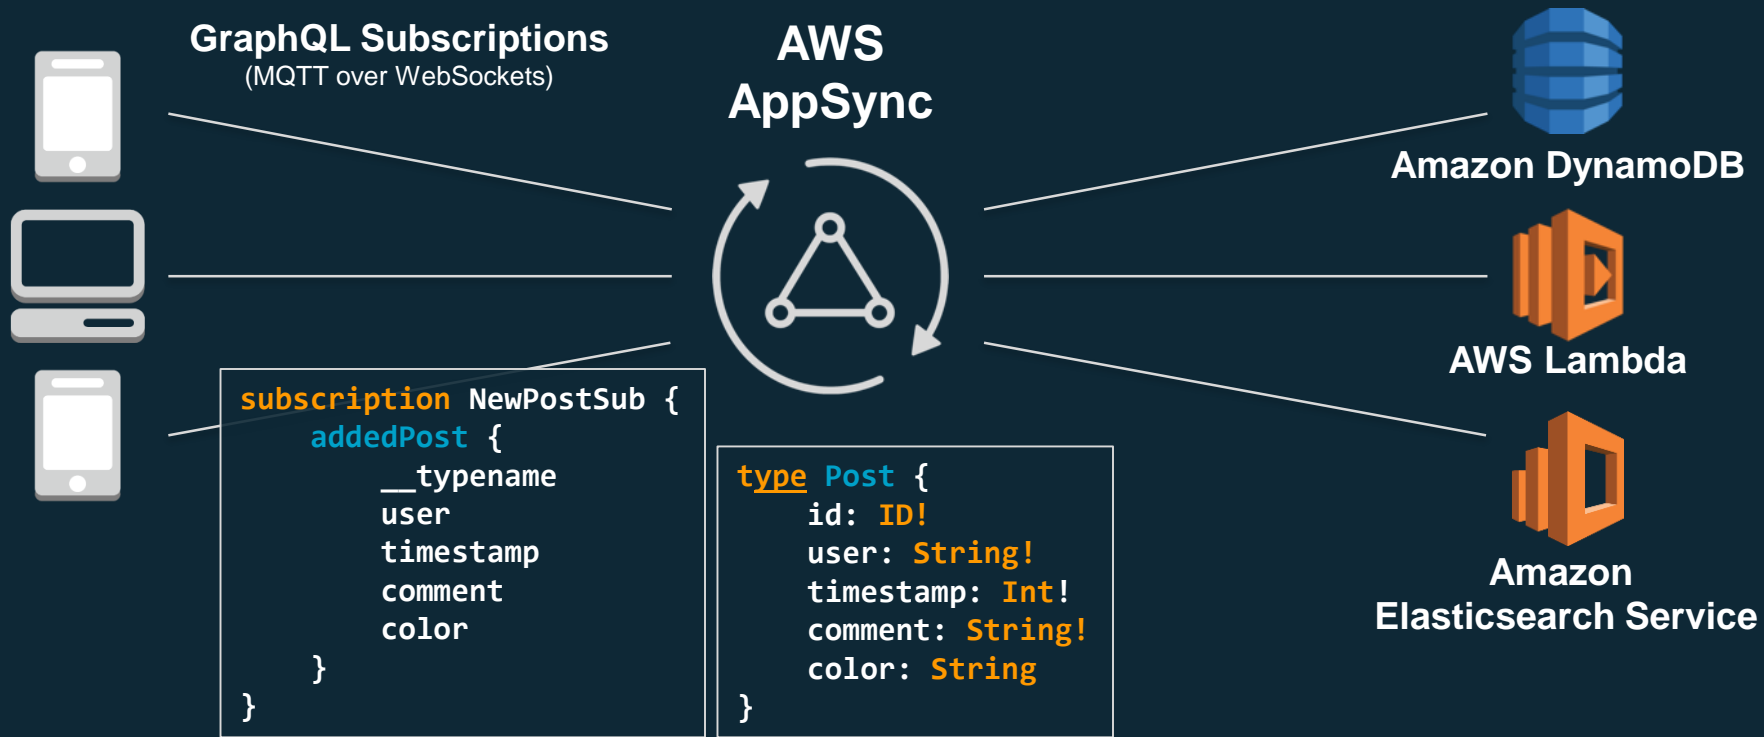 GraphQL Subscriptions
(MQTT over WebSockets)
AWS
AppSync
Amazon DynamoDB
AWS Lambda
Amazon
Elasticsearch Service
subscription NewPostSub {
    addedPost {
        __typename
        user
        timestamp
        comment
        color
    }
}
type Post {
    id: ID!
    user: String!
    timestamp: Int!
    comment: String!
    color: String
}